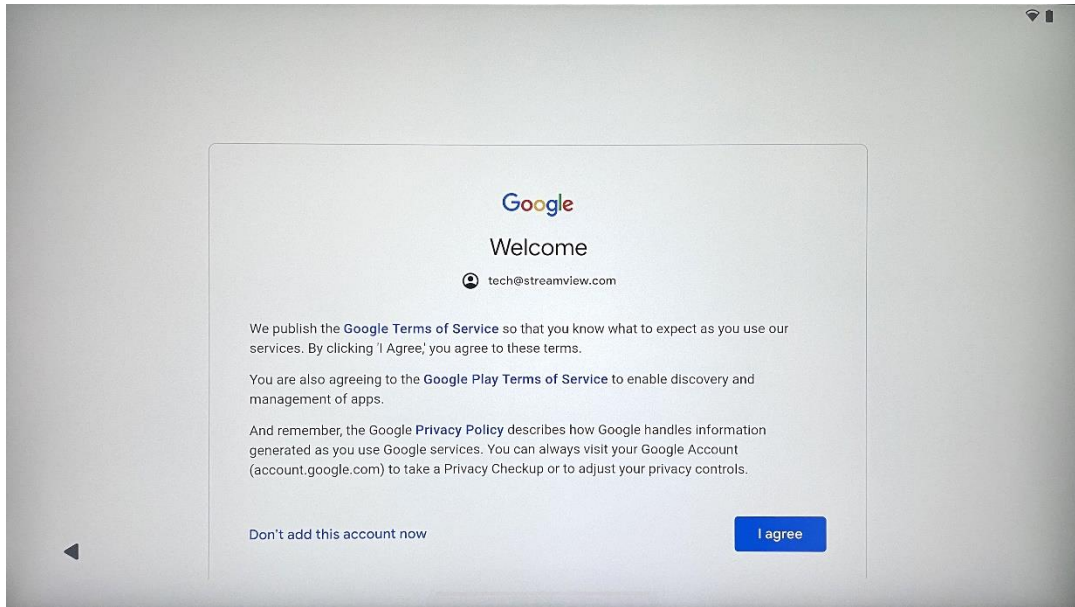 Google
Welcome
tech@streamview.com
We publish the Google Terms of Service so that you know what to expect as you use our
services. By clicking 'I Agree,' you agree to these terms.
You are also agreeing to the Google Play Terms of Service to enable discovery and
management of apps.
And remember, the Google Privacy Policy describes how Google handles information
generated as you use Google services. You can always visit your Google Account
(account.google.com) to take a Privacy Checkup or to adjust your privacy controls.
Don't add this account now
I agree